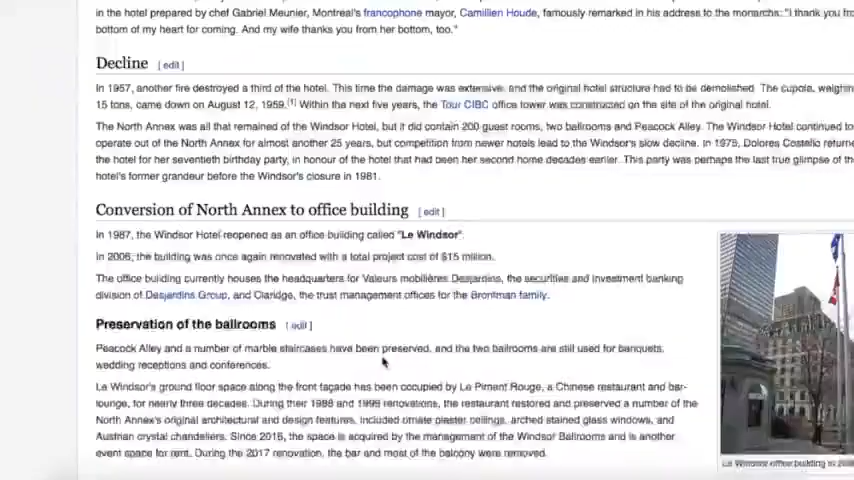 in the hotel prepared by chef Gabriel Meunier, Montreal's francophone mayor, Camillien Houde, famously remarked in his address to the monarchs: "I thank you fro
bottom of my heart for coming. And my wife thanks you from her bottom, too."
Decline [ edit ]
In 1957, another fire destroyed a third of the hotel. This time the damage was extensive, and the original hotel structure had to be demolished. The cupola, weighin
15 tons, came down on August 12, 1959.[1] Within the next five years, the Tour CIBC office tower was constructed on the site of the original hotel.
The North Annex was all that remained of the Windsor Hotel, but it did contain 200 guest rooms, two ballrooms and Peacock Alley. The Windsor Hotel continued to
operate out of the North Annex for almost another 25 years, but competition from newer hotels lead to the Windsor's slow decline. In 1975, Dolores Costello returne
the hotel for her seventieth birthday party, in honour of the hotel that had been her second home decades earlier. This party was perhaps the last true glimpse of th
hotel's former grandeur before the Windsor's closure in 1981.
Conversion of North Annex to office building [ edit ]
In 1987, the Windsor Hotel reopened as an office building called "Le Windsor".
In 2006, the building was once again renovated with a total project cost of $15 million.
The office building currently houses the headquarters for Valeurs mobilières Desjardins, the securities and investment banking
division of Desjardins Group, and Claridge, the trust management offices for the Bronfman family.
Preservation of the ballrooms [ edit ]
Peacock Alley and a number of marble staircases have been preserved, and the two ballrooms are still used for banquets,
wedding receptions and conferences.
Le Windsor's ground floor space along the front façade has been occupied by Le Piment Rouge, a Chinese restaurant and bar-
lounge, for nearly three decades. During their 1988 and 1998 renovations, the restaurant restored and preserved a number of the
North Annex's original architectural and design features, included ornate plaster ceilings, arched stained glass windows, and
Austrian crystal chandeliers. Since 2015, the space is acquired by the management of the Windsor Ballrooms and is another
event space for rent. During the 2017 renovation, the bar and most of the balcony were removed.
Le Windsor office building in